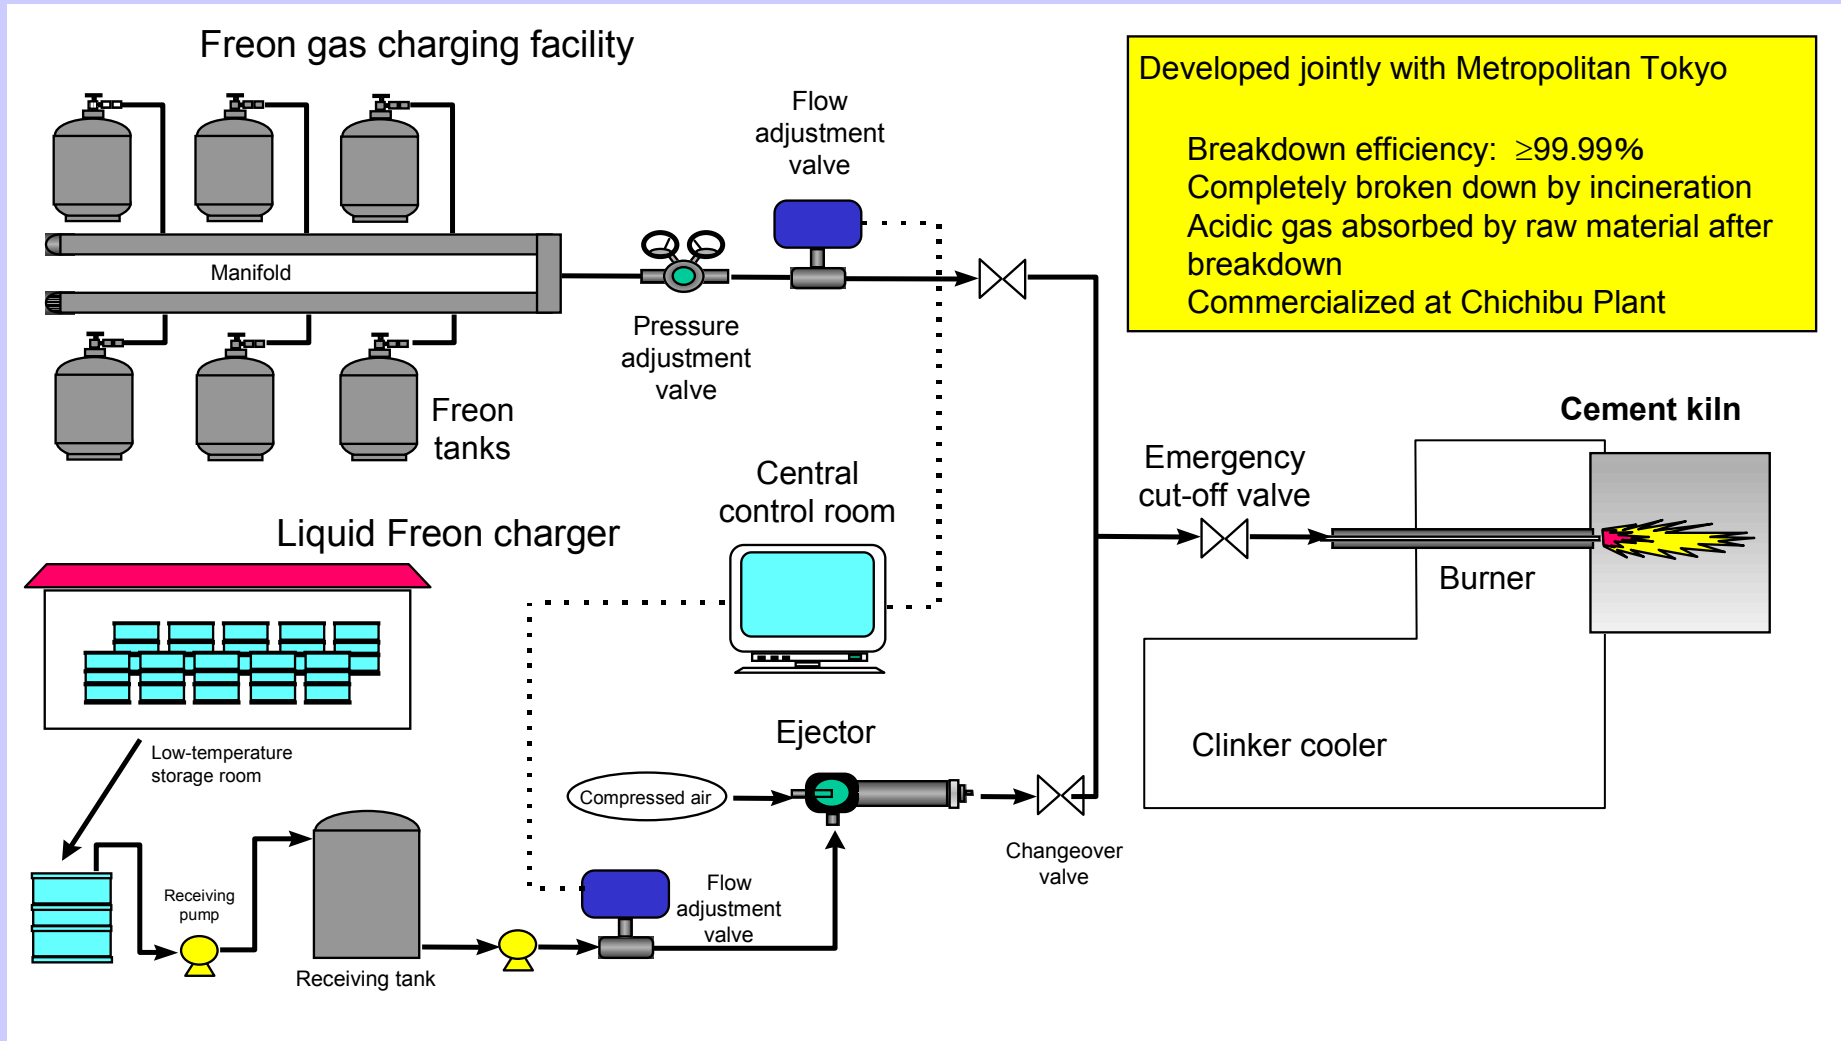 Freon gas charging facility
Developed jointly with Metropolitan Tokyo
Breakdown efficiency: ≥99.99%
Completely broken down by incineration
Acidic gas absorbed by raw material after
breakdown
Commercialized at Chichibu Plant
Flow
adjustment
valve
Manifold
Pressure
adjustment
valve
Freon
tanks
Cement kiln
Emergency
cut-off valve
Central
control room
Liquid Freon charger
Burner
Ejector
Clinker cooler
Low-temperature
storage room
Compressed air
Changeover
valve
Receiving
pump
Flow
adjustment
valve
Receiving tank